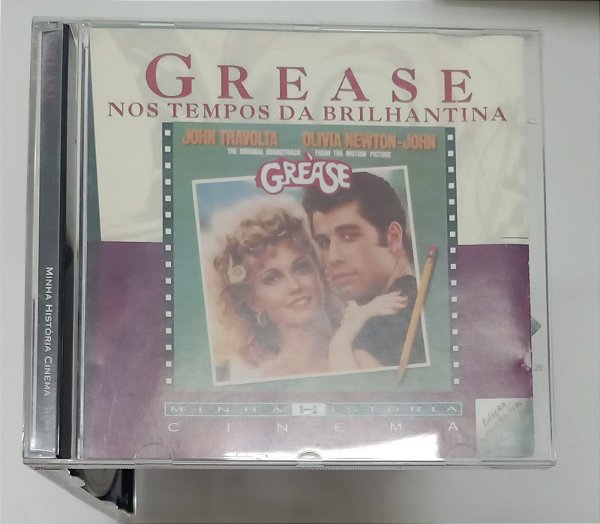 GREASE
NOS TEMPOS DA BRILHANTINA
JOHN TRAVOLTA OLIVIA NEWTON-JOHN
THE ORIGINAL SOUNDTRACK FROM THE MOTION PICTURE
GREASE
MINHA HISTÓRIA
CINEMA
MINHA HISTÓRIA CINEMA
Edição